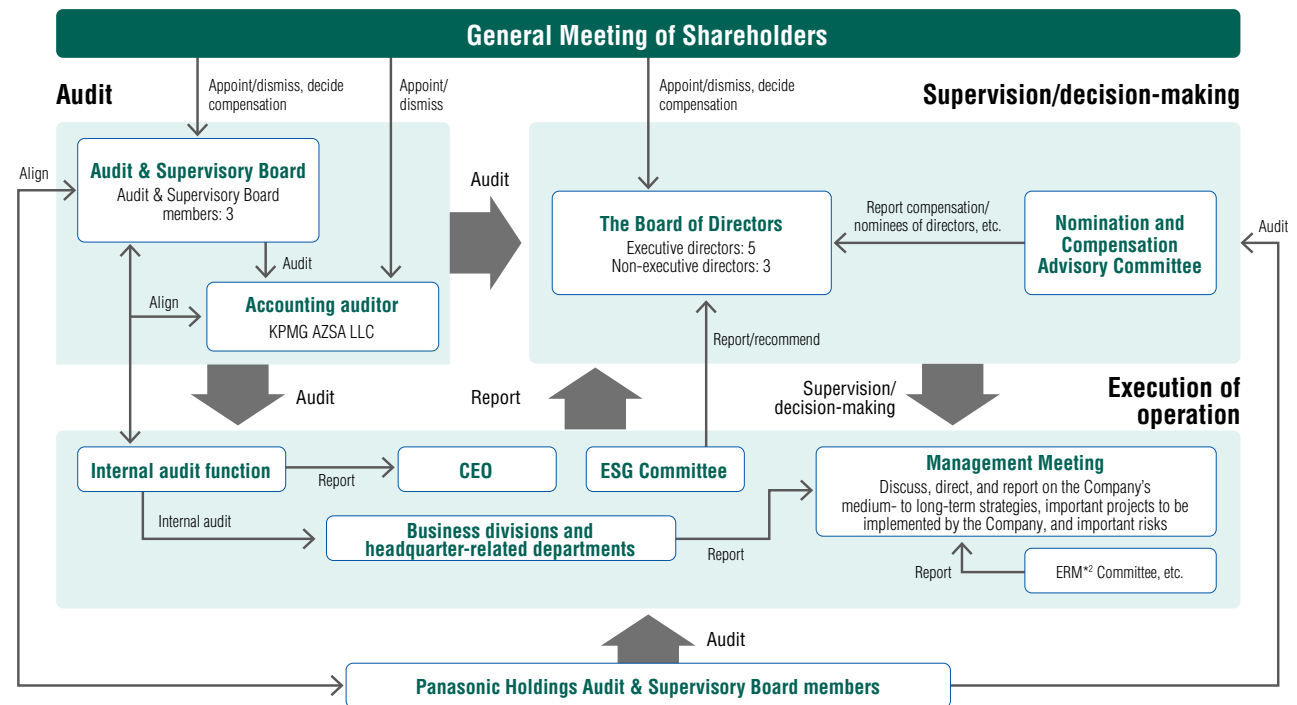 General Meeting of Shareholders
Audit
Appoint/dismiss, decide
compensation
Appoint/
dismiss
Appoint/dismiss, decide
compensation
Supervision/decision-making
Align
Audit & Supervisory Board
Audit & Supervisory Board
members: 3
Audit
Audit
Align
Accounting auditor
KPMG AZSA LLC
The Board of Directors
Executive directors: 5
Non-executive directors: 3
Report compensation/
nominees of directors, etc.
Nomination and
Compensation
Advisory Committee
Audit
Report/recommend
Audit
Report
Supervision/
decision-making
Execution of
operation
Internal audit function
Report
CEO
ESG Committee
Management Meeting
Discuss, direct, and report on the Company's
medium- to long-term strategies, important projects to be
implemented by the Company, and important risks
Internal audit
Business divisions and
headquarter-related departments
Report
Report
ERM*2 Committee, etc.
Audit
Panasonic Holdings Audit & Supervisory Board members